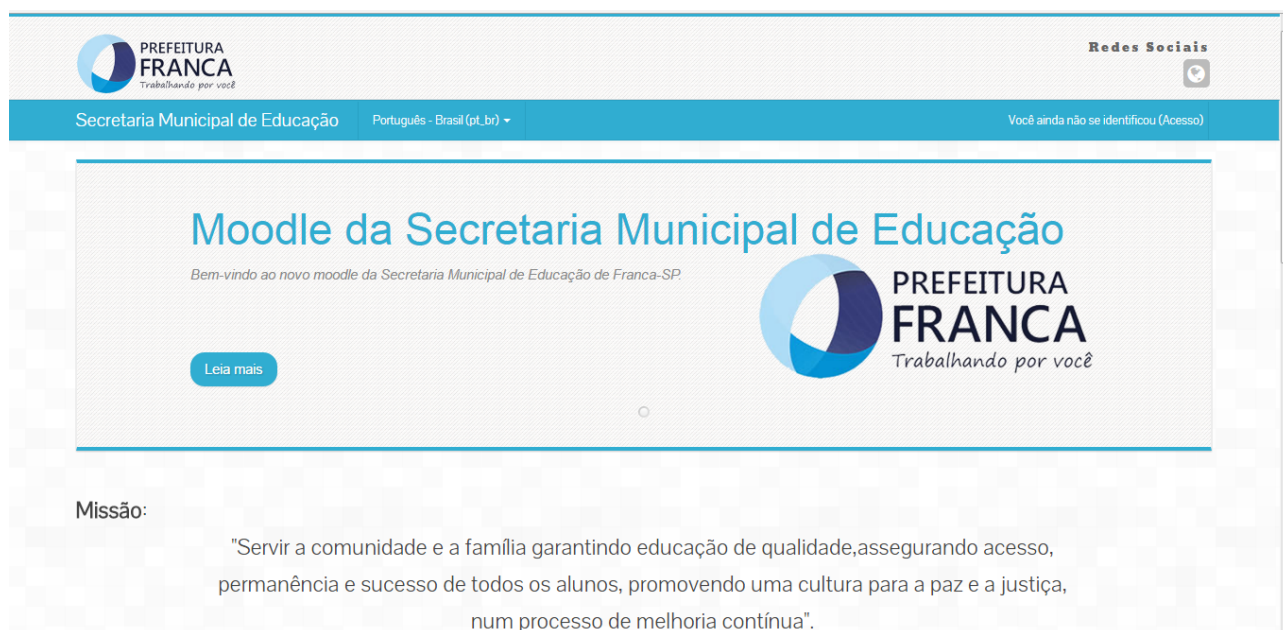 PREFEITURA
FRANCA
Trabalhando por você
Redes Sociais
Secretaria Municipal de Educação
Português - Brasil (pt_br)
Você ainda não se identificou (Acesso)
Moodle da Secretaria Municipal de Educação
Bem-vindo ao novo moodle da Secretaria Municipal de Educação de Franca-SP.
PREFEITURA
FRANCA
Trabalhando por você
Leia mais
Missão:
"Servir a comunidade e a família garantindo educação de qualidade,assegurando acesso,
permanência e sucesso de todos os alunos, promovendo uma cultura para a paz e a justiça,
num processo de melhoria contínua".